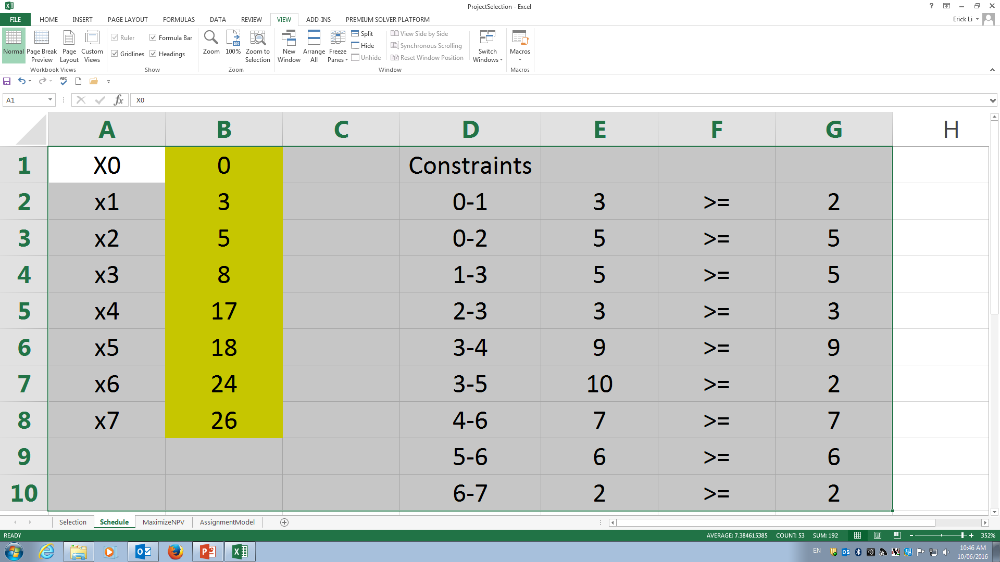 ProjectSelection - Excel
FILE HOME INSERT PAGE LAYOUT FORMULAS DATA REVIEW VIEW ADD-INS PREMIUM SOLVER PLATFORM Erick Li
Normal Page Break Preview Page Layout Custom Views
Workbook Views
Ruler Formula Bar
Gridlines Headings
Show
Zoom 100% Zoom to Selection
Zoom
New Window Arrange All Freeze Panes
Split
Hide
Unhide
View Side by Side
Synchronous Scrolling
Reset Window Position
Switch Windows
Window
Macros
Macros
A1 fx X0
A B C D E F G H
1 X0 0 Constraints
2 x1 3 0-1 3 >= 2
3 x2 5 0-2 5 >= 5
4 x3 8 1-3 5 >= 5
5 x4 17 2-3 3 >= 3
6 x5 18 3-4 9 >= 9
7 x6 24 3-5 10 >= 2
8 x7 26 4-6 7 >= 7
9 5-6 6 >= 6
10 6-7 2 >= 2
Selection Schedule MaximizeNPV AssignmentModel
READY AVERAGE: 7.384615385 COUNT: 53 SUM: 192 352%
EN 10:46 AM
10/06/2016